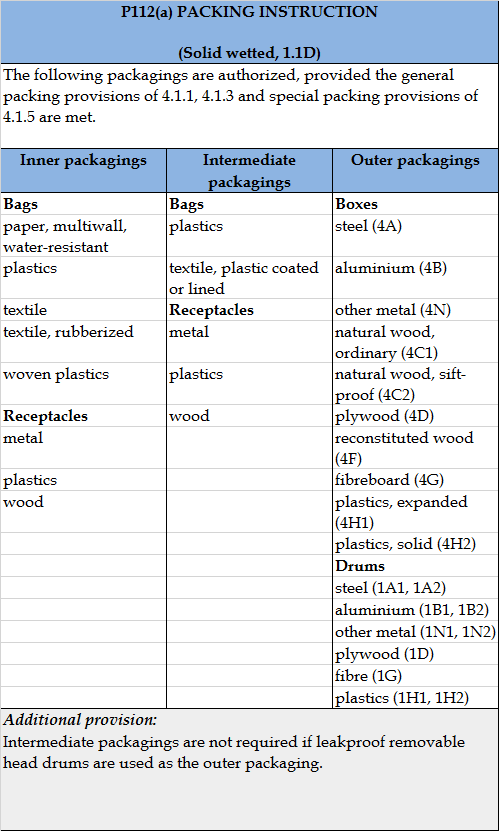 P112(a) PACKING INSTRUCTION
(Solid wetted, 1.1D)
The following packagings are authorized, provided the general
packing provisions of 4.1.1, 4.1.3 and special packing provisions of
4.1.5 are met.
Inner packagings
Intermediate
packagings
Outer packagings
Bags
Bags
Boxes
paper, multiwall,
water-resistant
plastics
steel (4A)
plastics
textile, plastic coated
or lined
aluminium (4B)
textile
Receptacles
other metal (4N)
textile, rubberized
metal
natural wood,
ordinary (4C1)
woven plastics
plastics
natural wood, sift-
proof (4C2)
Receptacles
wood
plywood (4D)
metal
reconstituted wood
(4F)
plastics
fibreboard (4G)
wood
plastics, expanded
(4H1)
plastics, solid (4H2)
Drums
steel (1A1, 1A2)
aluminium (1B1, 1B2)
other metal (1N1, 1N2)
plywood (1D)
fibre (1G)
plastics (1H1, 1H2)
Additional provision:
Intermediate packagings are not required if leakproof removable
head drums are used as the outer packaging.